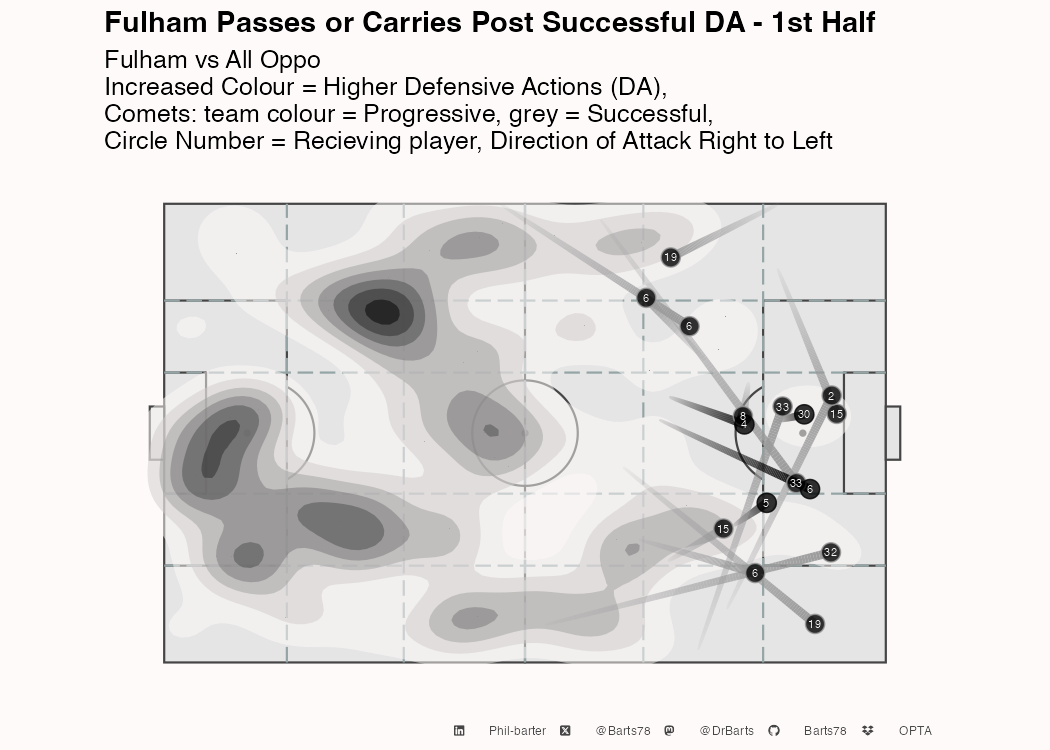 Fulham Passes or Carries Post Successful DA - 1st Half
Fulham vs All Oppo
Increased Colour = Higher Defensive Actions (DA),
Comets: team colour = Progressive, grey = Successful,
Circle Number = Recieving player, Direction of Attack Right to Left
19
6
6
2
33
30
15
8
4
33
6
5
15
32
6
19
Phil-barter @Barts78 @DrBarts Barts78 OPTA